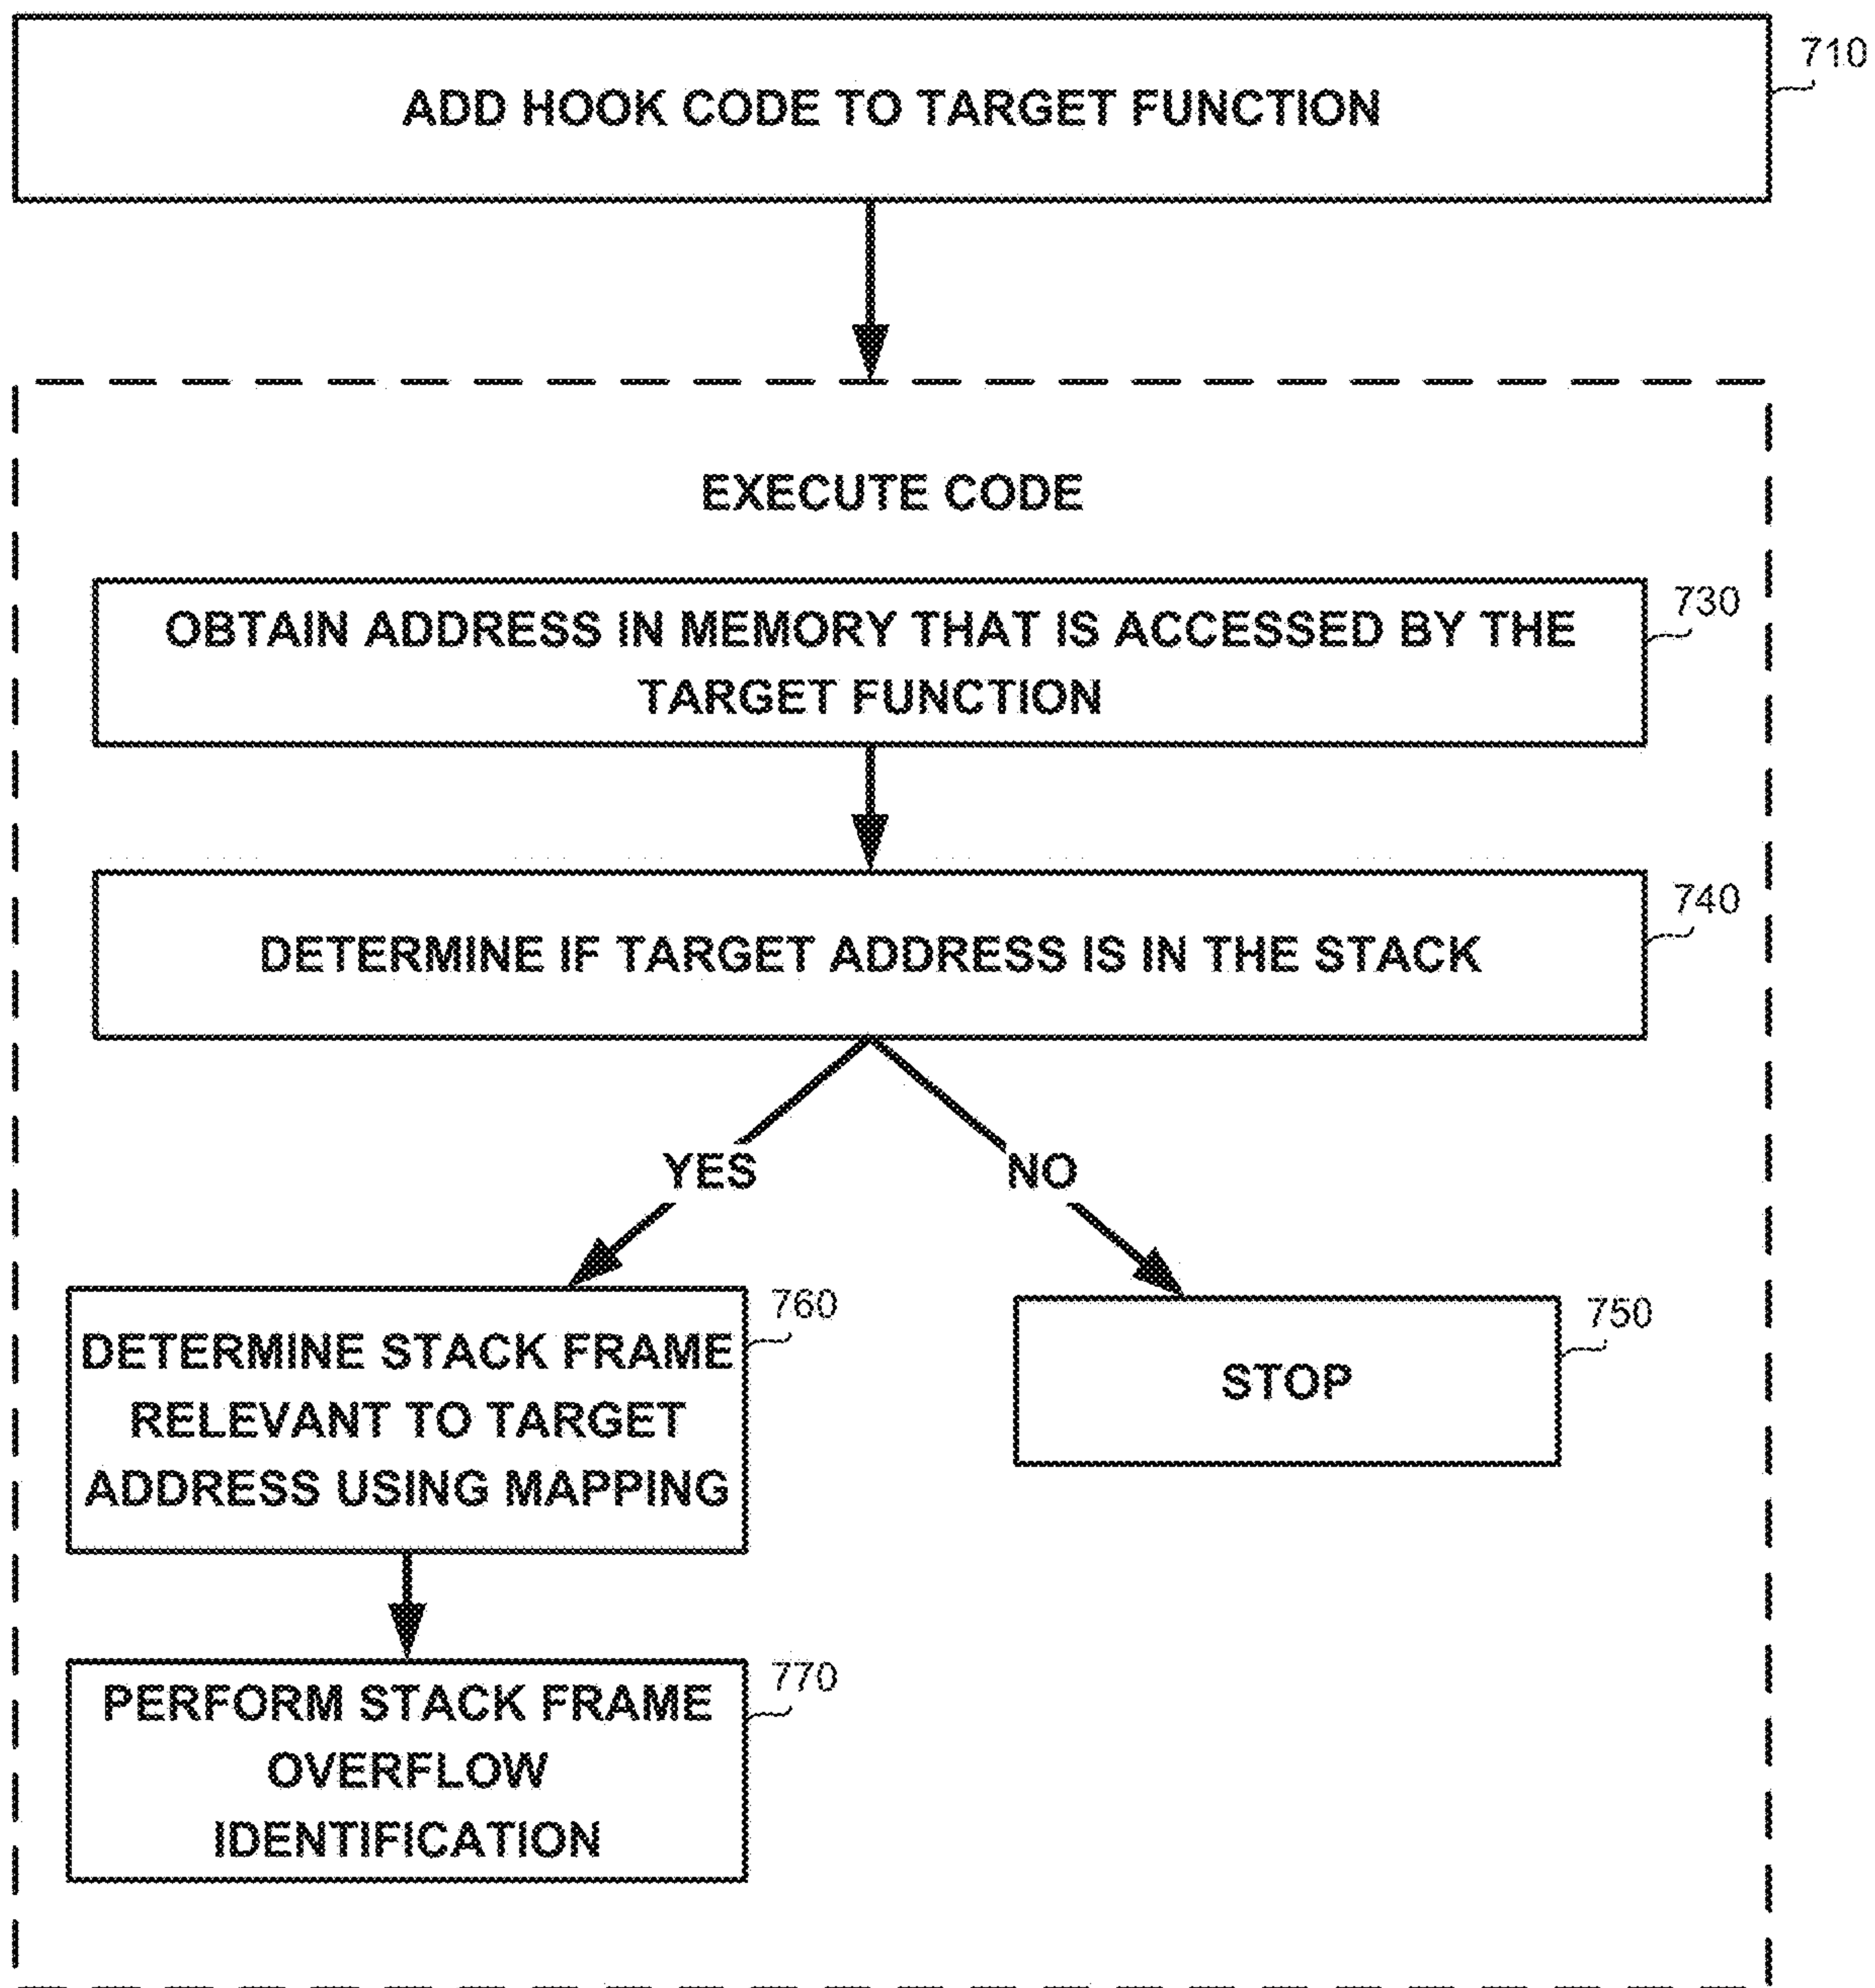 710
ADD HOOK CODE TO TARGET FUNCTION
EXECUTE CODE
730
OBTAIN ADDRESS IN MEMORY THAT IS ACCESSED BY THE
TARGET FUNCTION
740
DETERMINE IF TARGET ADDRESS IS IN THE STACK
YES
NO
760
DETERMINE STACK FRAME
RELEVANT TO TARGET
ADDRESS USING MAPPING
750
STOP
770
PERFORM STACK FRAME
OVERFLOW
IDENTIFICATION